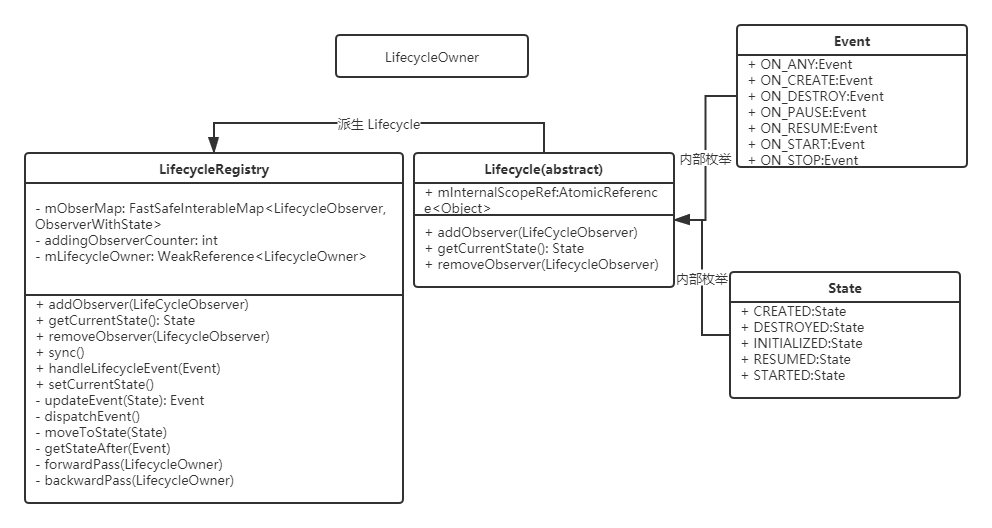 LifecycleOwner
Event
+ ON_ANY:Event
+ ON_CREATE:Event
+ ON_DESTROY:Event
+ ON_PAUSE:Event
+ ON_RESUME:Event
+ ON_START:Event
+ ON_STOP:Event
派生 Lifecycle
内部枚举
LifecycleRegistry
- mObserMap: FastSafeInterableMap<LifecycleObserver,
ObserverWithState>
- addingObserverCounter: int
- mLifecycleOwner: WeakReference<LifecycleOwner>
+ addObserver(LifeCycleObserver)
+ getCurrentState(): State
+ removeObserver(LifecycleObserver)
+ sync()
+ handleLifecycleEvent(Event)
+ setCurrentState()
- updateEvent(State): Event
- dispatchEvent()
- moveToState(State)
- getStateAfter(Event)
- forwardPass(LifecycleOwner)
- backwardPass(LifecycleOwner)
Lifecycle(abstract)
+ mInternalScopeRef:AtomicReferenc
e<Object>
+ addObserver(LifeCycleObserver)
+ getCurrentState(): State
+ removeObserver(LifecycleObserver)
内部枚举
State
+ CREATED:State
+ DESTROYED:State
+ INITIALIZED:State
+ RESUMED:State
+ STARTED:State